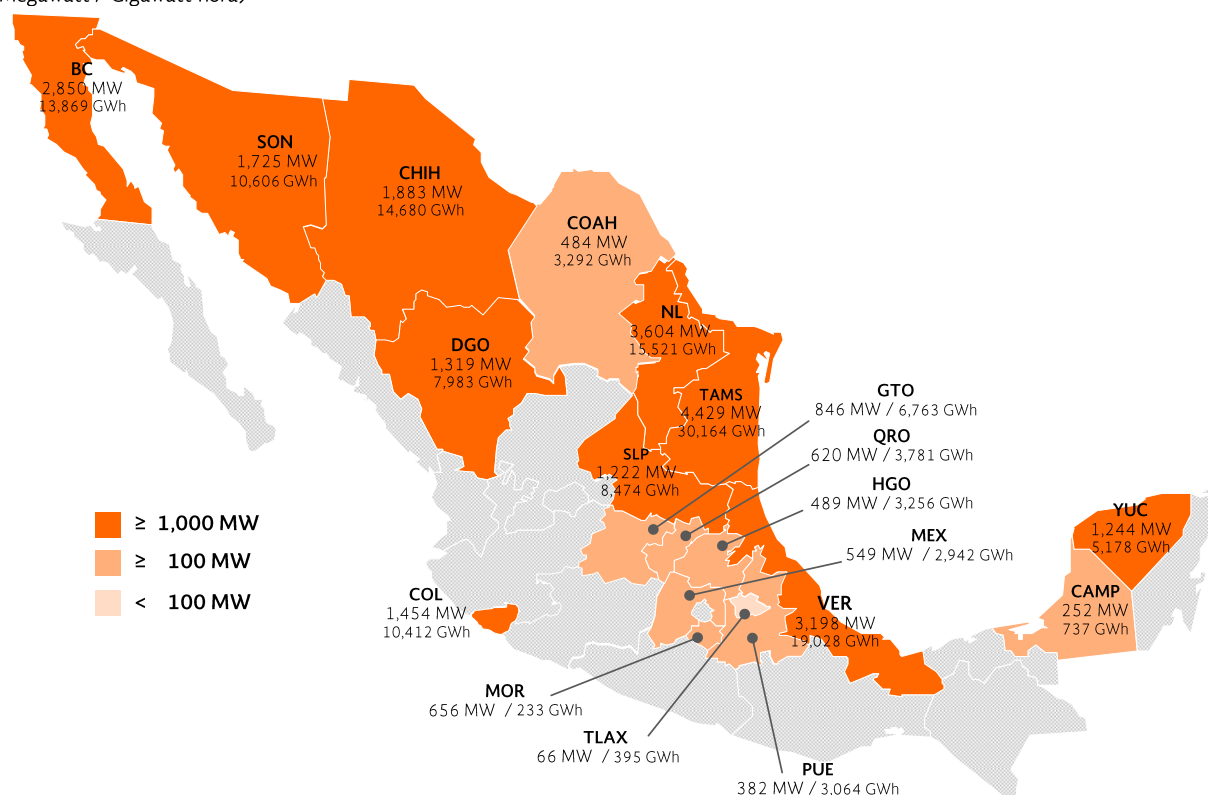 Megawatt / Gigawatt hora)
BC
2,850 MW
13,869 GWh
SON
1,725 MW
10,606 GWh
CHIH
1,883 MW
14,680 GWh
COAH
484 MW
3,292 GWh
NL
3,604 MW
15,521 GWh
DGO
1,319 MW
7,983 GWh
TAMS
4,429 MW
30,164 GWh
GTO
846 MW / 6,763 GWh
QRO
620 MW / 3,781 GWh
SLP
1,222 MW
8,474 GWh
HGO
489 MW / 3,256 GWh
MEX
549 MW / 2,942 GWh
YUC
1,244 MW
5,178 GWh
≥ 1,000 MW
≥ 100 MW
< 100 MW
COL
1,454 MW
10,412 GWh
VER
3,198 MW
19,028 GWh
CAMP
252 MW
737 GWh
MOR
656 MW / 233 GWh
TLAX
66 MW / 395 GWh
PUE
382 MW / 3,064 GWh